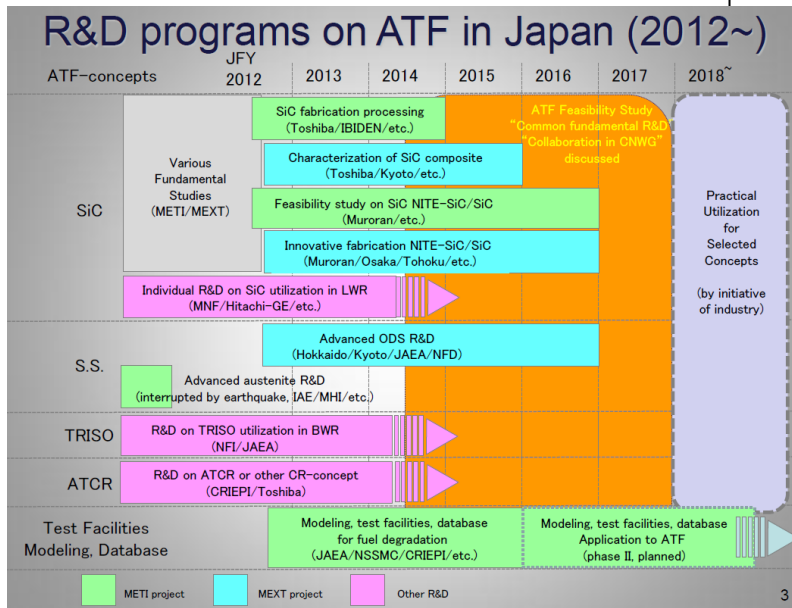 R&D programs on ATF in Japan (2012~)
ATF-concepts
JFY
2012
2013
2014
2015
2016
2017
2018~
SiC
Various
Fundamental
Studies
(METI/MEXT)
SiC fabrication processing
(Toshiba/IBIDEN/etc.)
ATF Feasibility Study
"Common fundamental R&D"
"Collaboration in CNWG"
discussed
Characterization of SiC composite
(Toshiba/Kyoto/etc.)
Feasibility study on SiC NITE-SiC/SiC
(Muroran/etc.)
Innovative fabrication NITE-SiC/SiC
(Muroran/Osaka/Tohoku/etc.)
Individual R&D on SiC utilization in LWR
(MNF/Hitachi-GE/etc.)
Practical
Utilization
for
Selected
Concepts
(by initiative
of industry)
S.S.
Advanced ODS R&D
(Hokkaido/Kyoto/JAEA/NFD)
Advanced austenite R&D
(interrupted by earthquake, IAE/MHI/etc.)
TRISO
R&D on TRISO utilization in BWR
(NFI/JAEA)
ATCR
R&D on ATCR or other CR-concept
(CRIEPI/Toshiba)
Test Facilities
Modeling, Database
Modeling, test facilities, database
for fuel degradation
(JAEA/NSSMC/CRIEPI/etc.)
Modeling, test facilities, database
Application to ATF
(phase II, planned)
METI project
MEXT project
Other R&D
3